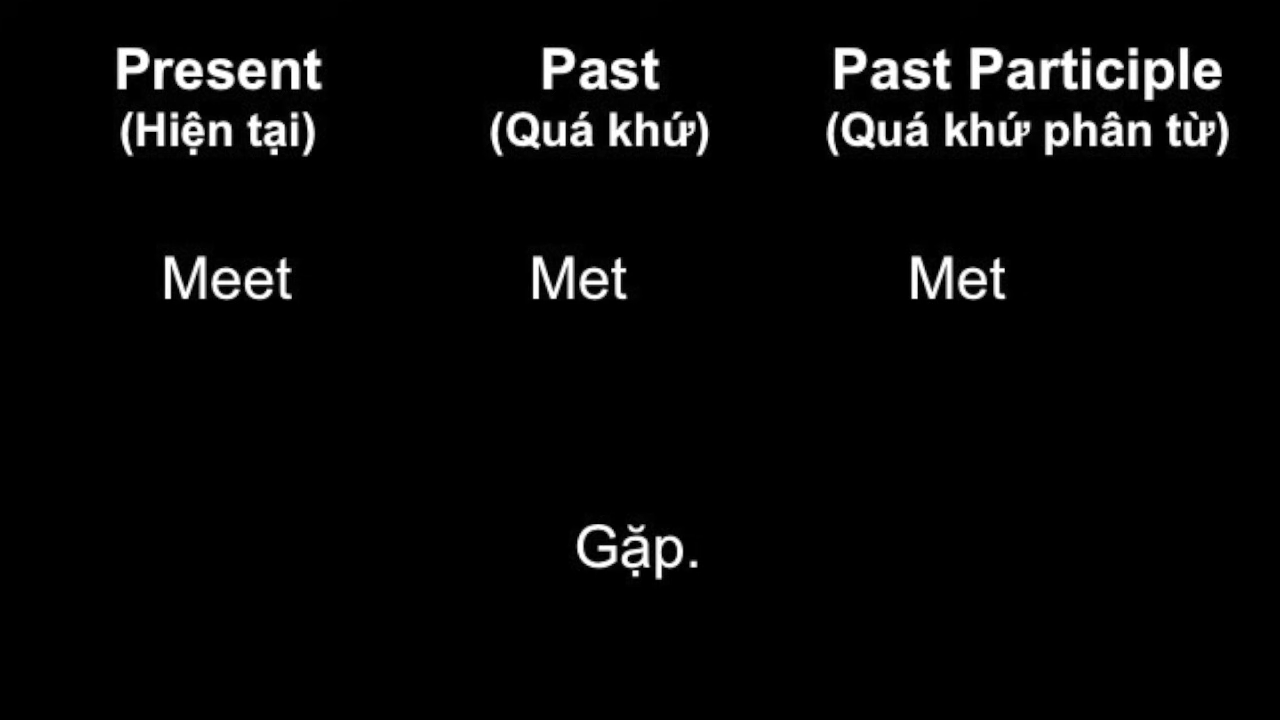 Present Past Past Participle
(Hiện tại) (Quá khứ) (Quá khứ phân từ)
Meet Met Met
Gặp.